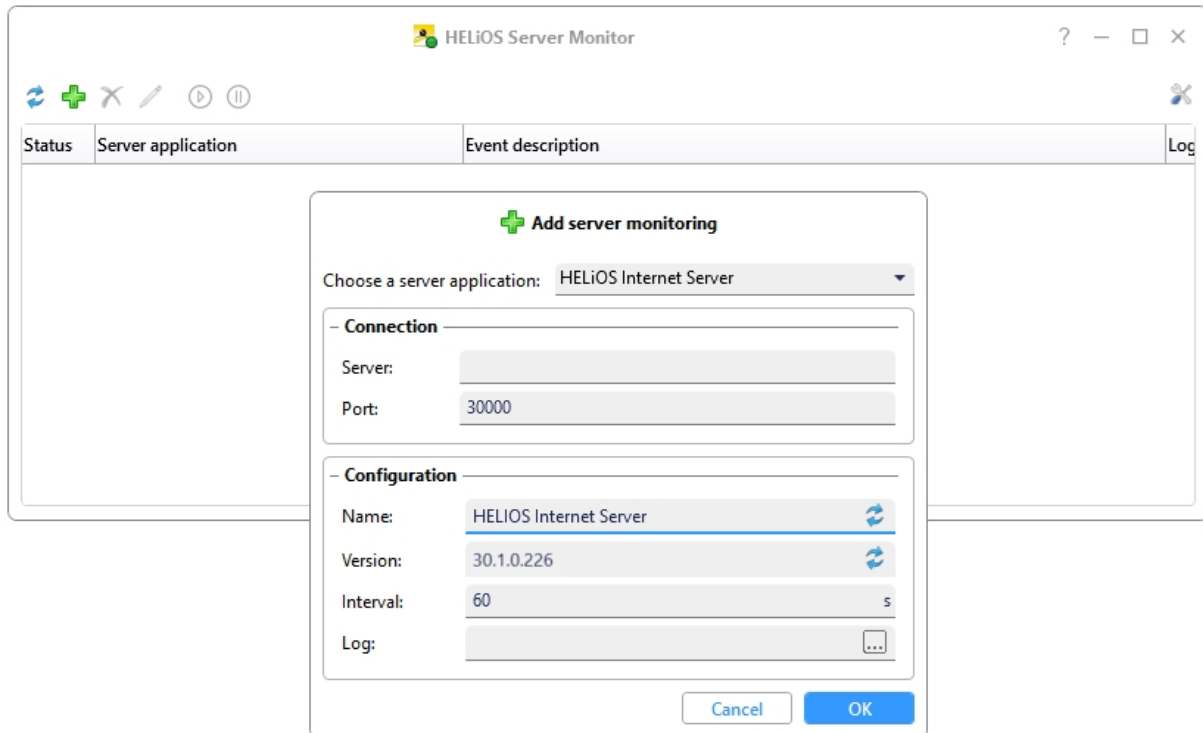 HELiOS Server Monitor
Status Server application Event description Log
Add server monitoring
Choose a server application: HELiOS Internet Server
Connection
Server:
Port: 30000
Configuration
Name: HELIOS Internet Server
Version: 30.1.0.226
Interval: 60 s
Log: ...
Cancel OK